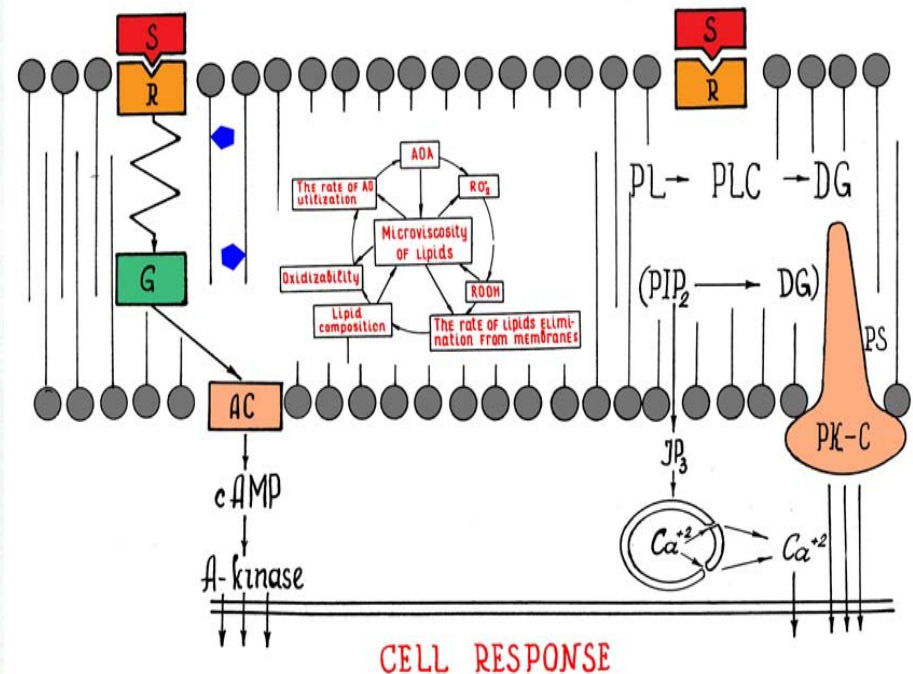 S
R
G
AC
cAMP
A-kinase
AOA
RO₂̇
ROOH
The rate of AO
utilization
Microviscosity
of lipids
Oxidizability
Lipid
composition
The rate of lipids elimi-
nation from membranes
S
R
PL → PLC → DG
(PIP₂ → DG)
PS
PK-C
JP₃
Ca⁺²
Ca⁺²
CELL RESPONSE